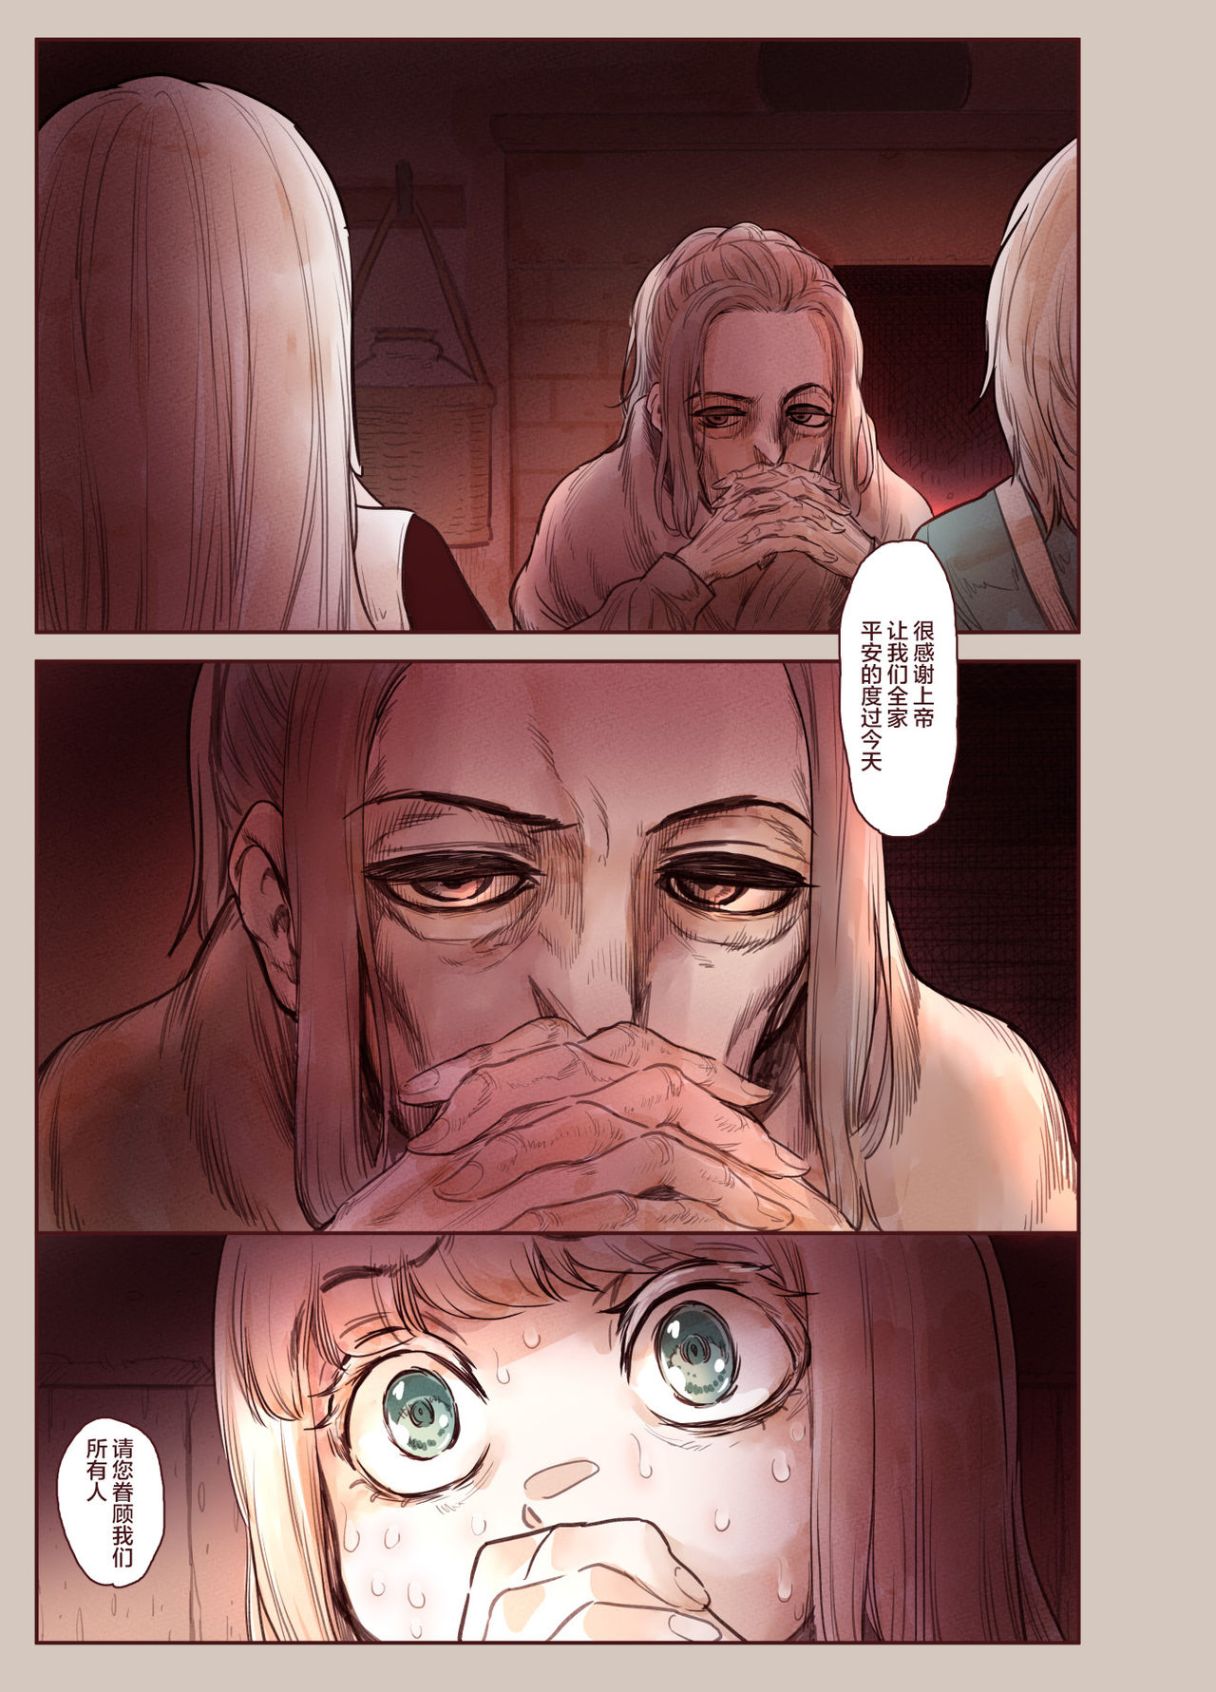 很感谢上帝
让我们全家
平安的度过今天
请您眷顾我们
所有人